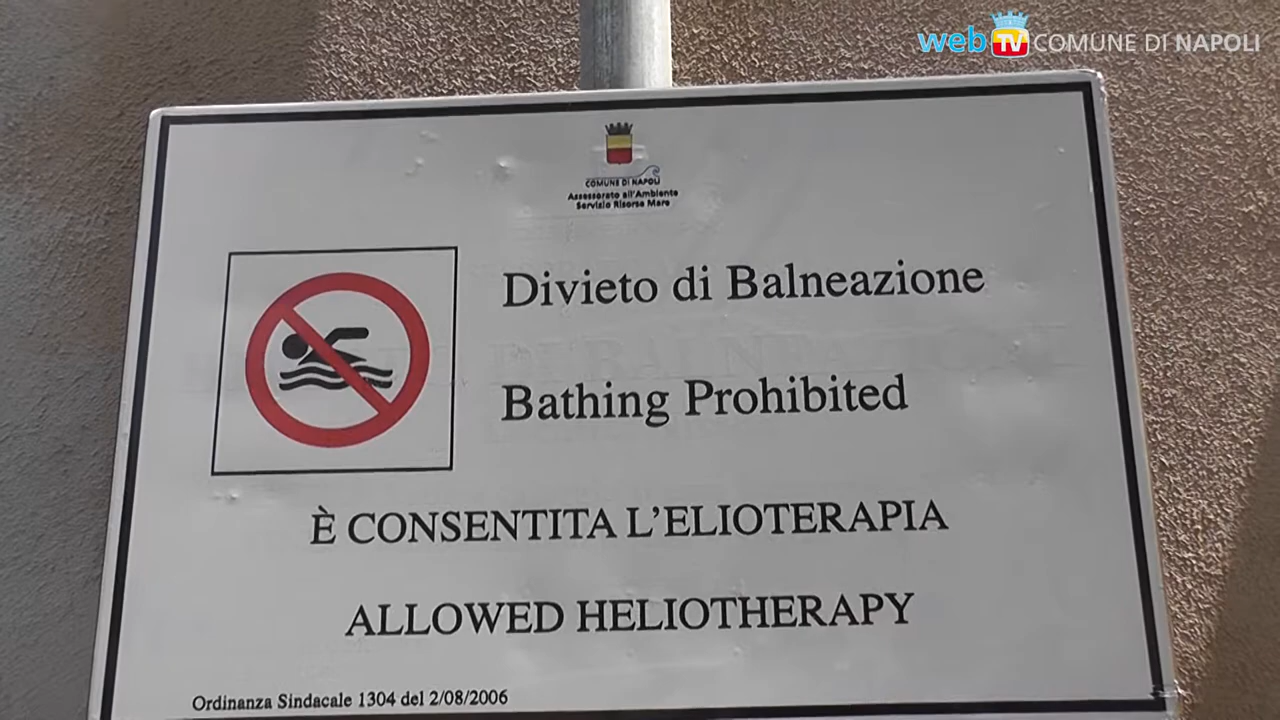 web TV COMUNE DI NAPOLI
COMUNE DI NAPOLI
Assessorato all'Ambiente
Servizio Risorsa Mare
Divieto di Balneazione
Bathing Prohibited
È CONSENTITA L'ELIOTERAPIA
ALLOWED HELIOTHERAPY
Ordinanza Sindacale 1304 del 2/08/2006